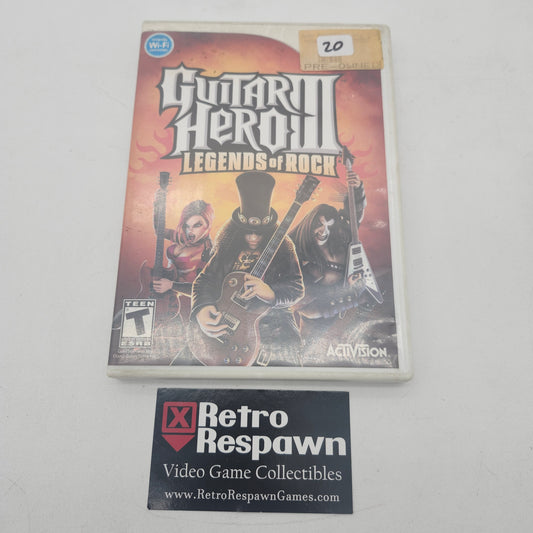 Wi-Fi
20
PRE-OWNED
GUITAR
HERO III
LEGENDS of ROCK
TEEN
T
ESRB
ACTIVISION
Retro
Respawn
Video Game Collectibles
www.RetroRespawnGames.com